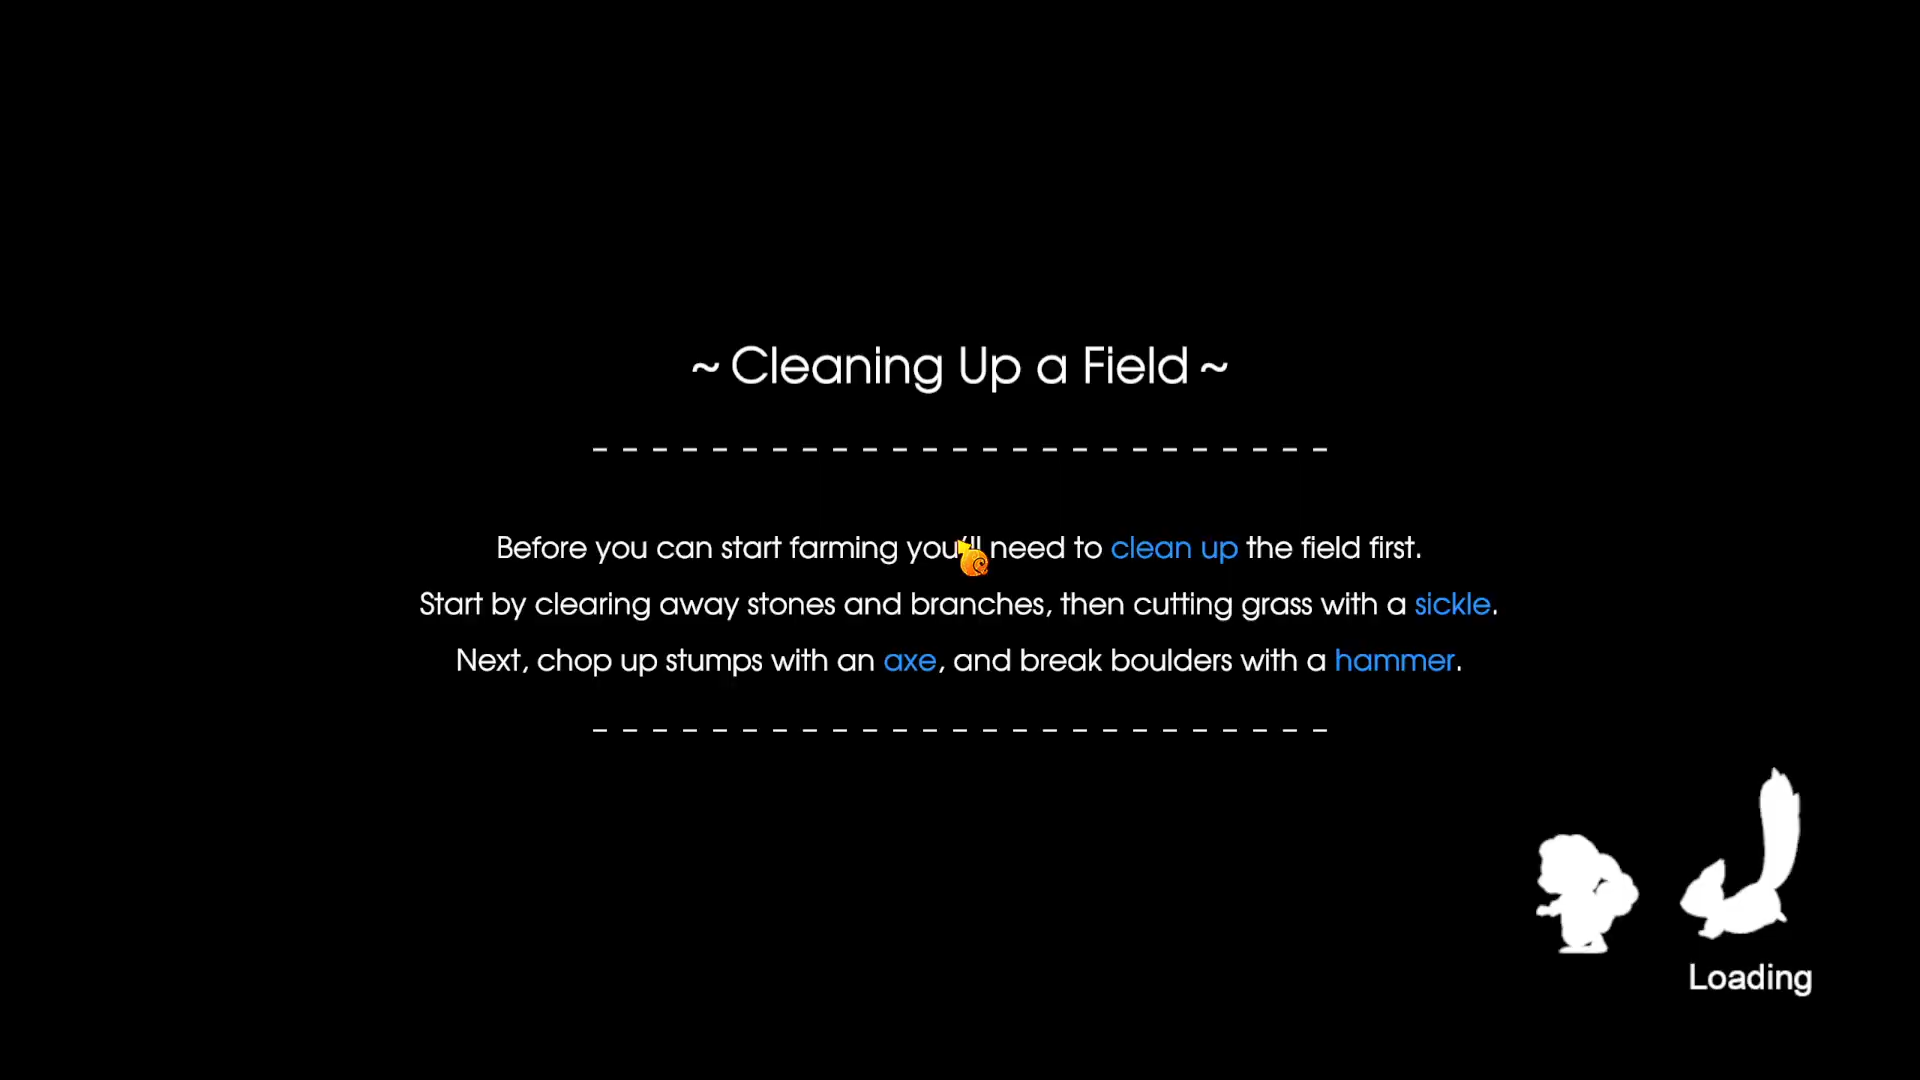 ~ Cleaning Up a Field ~
Before you can start farming you'll need to clean up the field first.
Start by clearing away stones and branches, then cutting grass with a sickle.
Next, chop up stumps with an axe, and break boulders with a hammer.
Loading